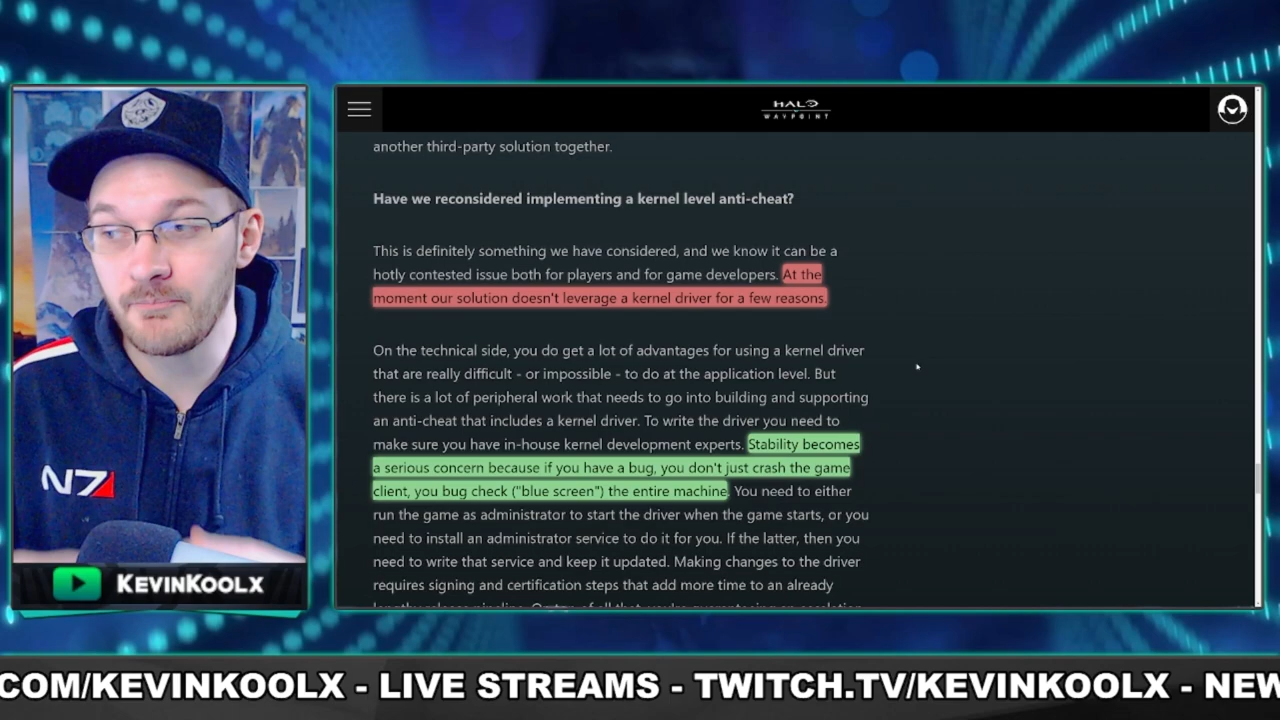 HALO
WAYPOINT
another third-party solution together.
Have we reconsidered implementing a kernel level anti-cheat?
This is definitely something we have considered, and we know it can be a
hotly contested issue both for players and for game developers. At the
moment our solution doesn't leverage a kernel driver for a few reasons.
On the technical side, you do get a lot of advantages for using a kernel driver
that are really difficult - or impossible - to do at the application level. But
there is a lot of peripheral work that needs to go into building and supporting
an anti-cheat that includes a kernel driver. To write the driver you need to
make sure you have in-house kernel development experts. Stability becomes
a serious concern because if you have a bug, you don't just crash the game
client, you bug check ("blue screen") the entire machine. You need to either
run the game as administrator to start the driver when the game starts, or you
need to install an administrator service to do it for you. If the latter, then you
need to write that service and keep it updated. Making changes to the driver
requires signing and certification steps that add more time to an already
N7
KEVINKOOLX
COM/KEVINKOOLX - LIVE STREAMS - TWITCH.TV/KEVINKOOLX - NEW